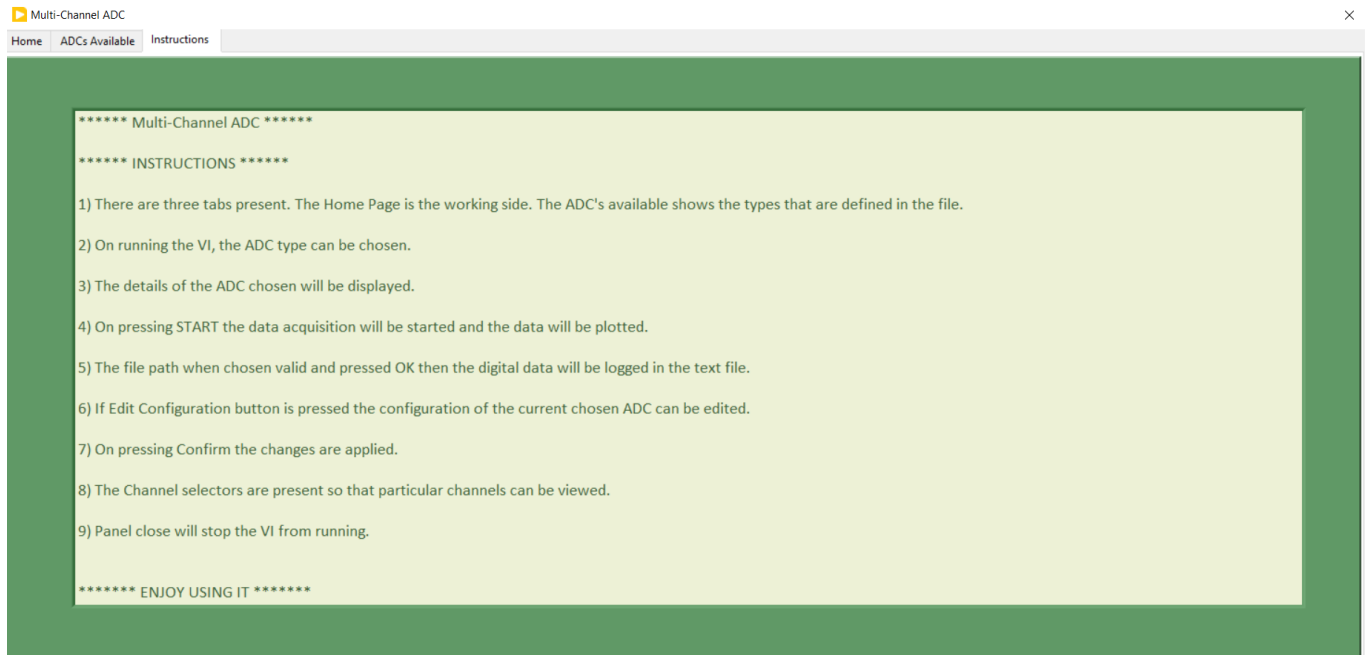 Multi-Channel ADC
Home ADCs Available Instructions
****** Multi-Channel ADC ******
****** INSTRUCTIONS ******
1) There are three tabs present. The Home Page is the working side. The ADC's available shows the types that are defined in the file.
2) On running the VI, the ADC type can be chosen.
3) The details of the ADC chosen will be displayed.
4) On pressing START the data acquisition will be started and the data will be plotted.
5) The file path when chosen valid and pressed OK then the digital data will be logged in the text file.
6) If Edit Configuration button is pressed the configuration of the current chosen ADC can be edited.
7) On pressing Confirm the changes are applied.
8) The Channel selectors are present so that particular channels can be viewed.
9) Panel close will stop the VI from running.
******* ENJOY USING IT *******